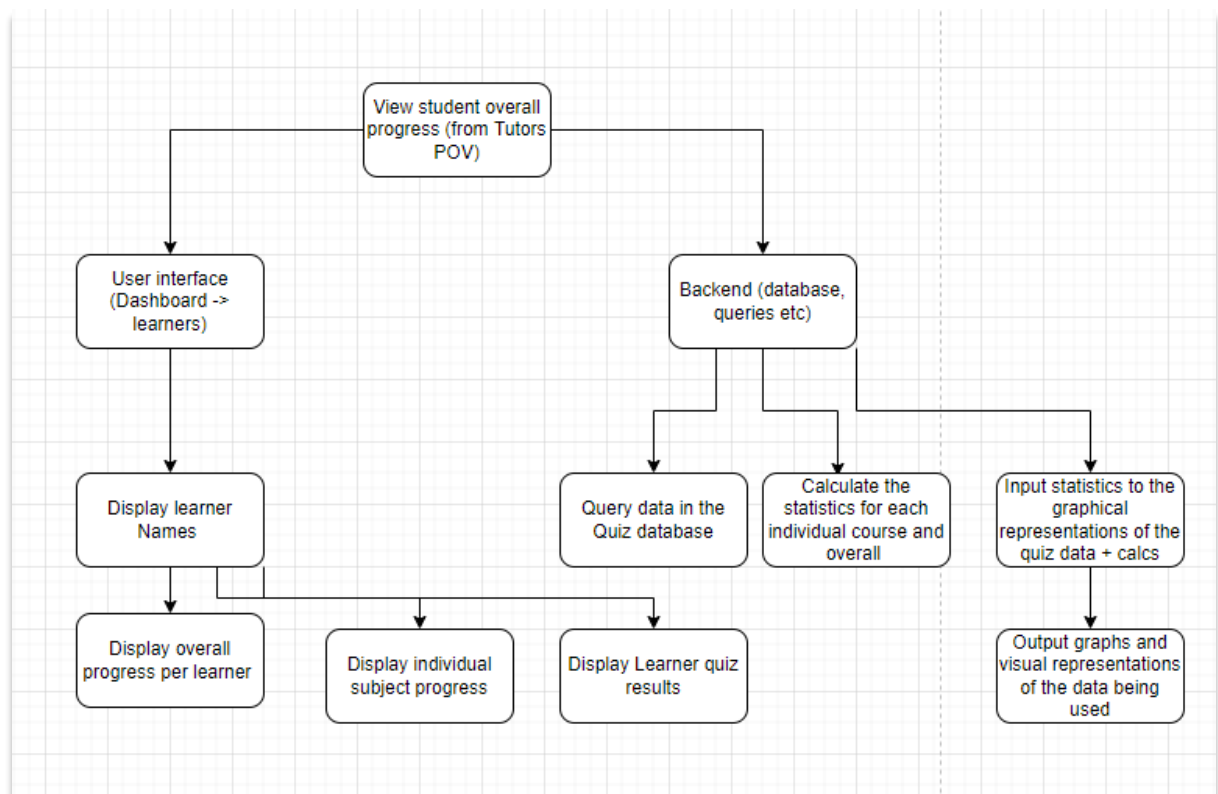 View student overall
progress (from Tutors
POV)
User interface
(Dashboard ->
learners)
Backend (database,
queries etc)
Display learner
Names
Query data in the
Quiz database
Calculate the
statistics for each
individual course and
overall
Input statistics to the
graphical
representations of the
quiz data + calcs
Display overall
progress per learner
Display individual
subject progress
Display Learner quiz
results
Output graphs and
visual representations
of the data being
used